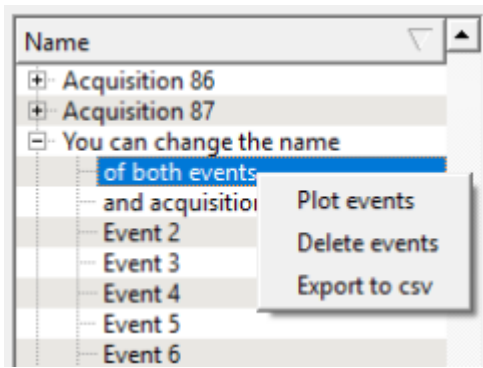 Name
Acquisition 86
Acquisition 87
You can change the name
of both events
and acquisition
Plot events
Event 2
Delete events
Event 3
Event 4
Export to csv
Event 5
Event 6